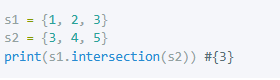 s1 = {1, 2, 3}
s2 = {3, 4, 5}
print(s1.intersection(s2)) #{3}